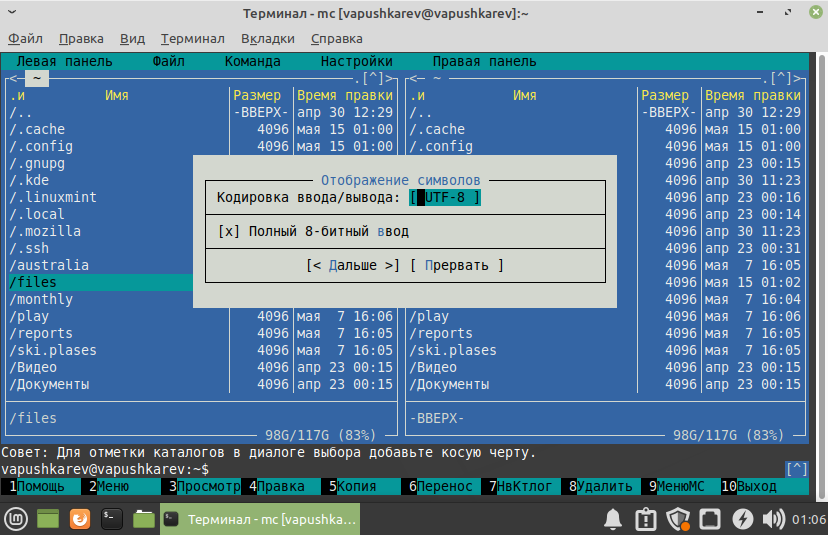 Терминал - mc [vapushkarev@vapushkarev]:~
Файл Правка Вид Терминал Вкладки Справка
Левая панель Файл Команда Настройки Правая панель
<─ ~ .[^]> <─ ~ .[^]>
.и Имя Размер Время правки .и Имя Размер Время правки
/.. -ВВЕРХ- апр 30 12:29 /.. -ВВЕРХ- апр 30 12:29
/.cache 4096 мая 15 01:00 /.cache 4096 мая 15 01:00
/.config 4096 мая 15 01:00 /.config 4096 мая 15 01:00
/.gnupg 4096 апр 23 00:15
/.kde 4096 апр 30 11:23
/.linuxmint 4096 апр 23 00:16
/.local 4096 апр 23 00:14
/.mozilla 4096 апр 30 11:23
/.ssh 4096 апр 23 00:31
/australia 4096 мая 7 16:05
/files 4096 мая 15 01:02
/monthly 4096 мая 7 16:04
Отображение символов
Кодировка ввода/вывода: [ UTF-8 ]
[x] Полный 8-битный ввод
[< Дальше >] [ Прервать ]
/play 4096 мая 7 16:06 /play 4096 мая 7 16:06
/reports 4096 мая 7 16:05 /reports 4096 мая 7 16:05
/ski.plases 4096 мая 7 16:05 /ski.plases 4096 мая 7 16:05
/Видео 4096 апр 23 00:15 /Видео 4096 апр 23 00:15
/Документы 4096 апр 23 00:15 /Документы 4096 апр 23 00:15
/files -ВВЕРХ-
98G/117G (83%) 98G/117G (83%)
Совет: Для отметки каталогов в диалоге выбора добавьте косую черту.
vapushkarev@vapushkarev:~$ [^]
1Помощь 2Меню 3Просмотр 4Правка 5Копия 6Перенос 7НвКтлог 8Удалить 9МенюMC 10Выход
Терминал - mc [vapushka... 01:06